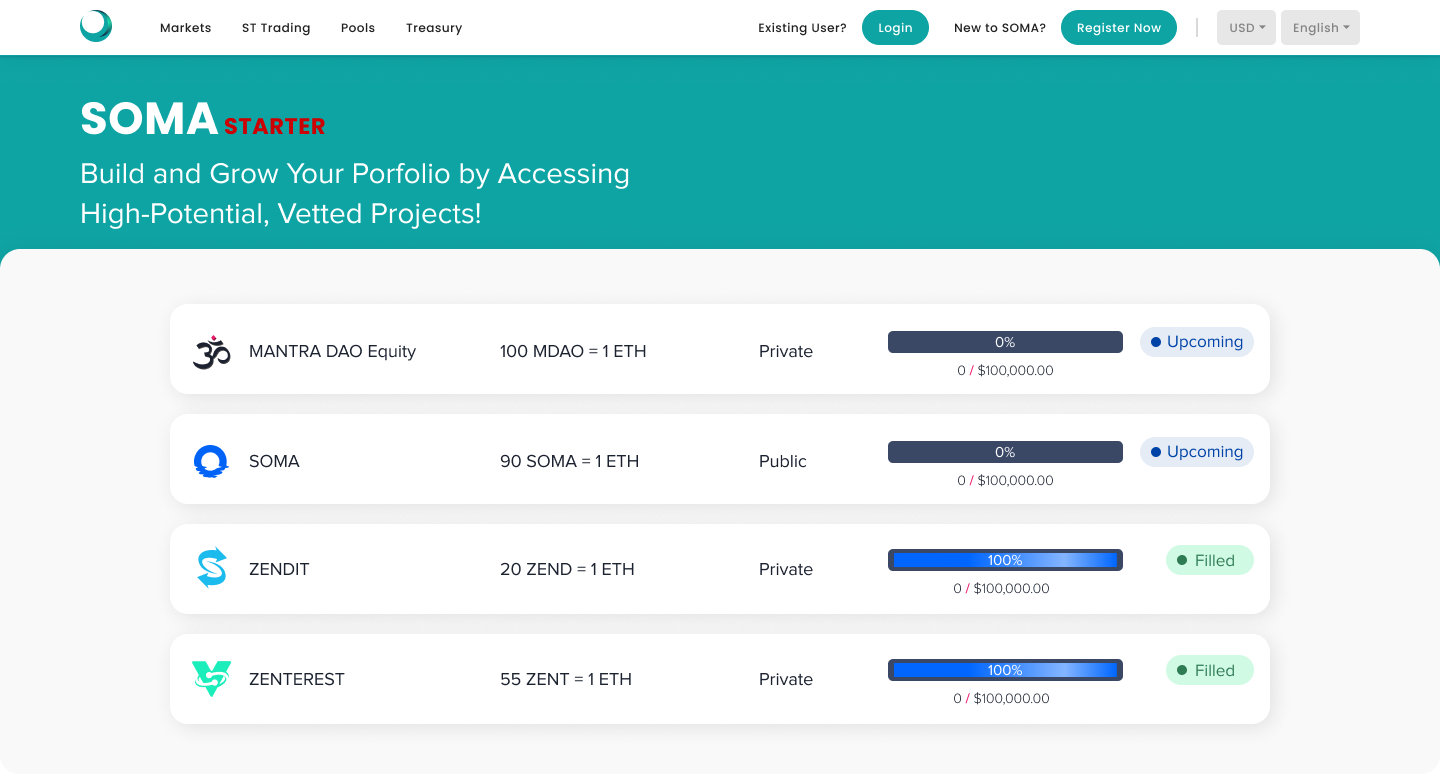 Markets ST Trading Pools Treasury Existing User? Login New to SOMA? Register Now USD English
SOMA STARTER
Build and Grow Your Porfolio by Accessing
High-Potential, Vetted Projects!
MANTRA DAO Equity 100 MDAO = 1 ETH Private 0% Upcoming
0 / $100,000.00
SOMA 90 SOMA = 1 ETH Public 0% Upcoming
0 / $100,000.00
ZENDIT 20 ZEND = 1 ETH Private 100% Filled
0 / $100,000.00
ZENTEREST 55 ZENT = 1 ETH Private 100% Filled
0 / $100,000.00